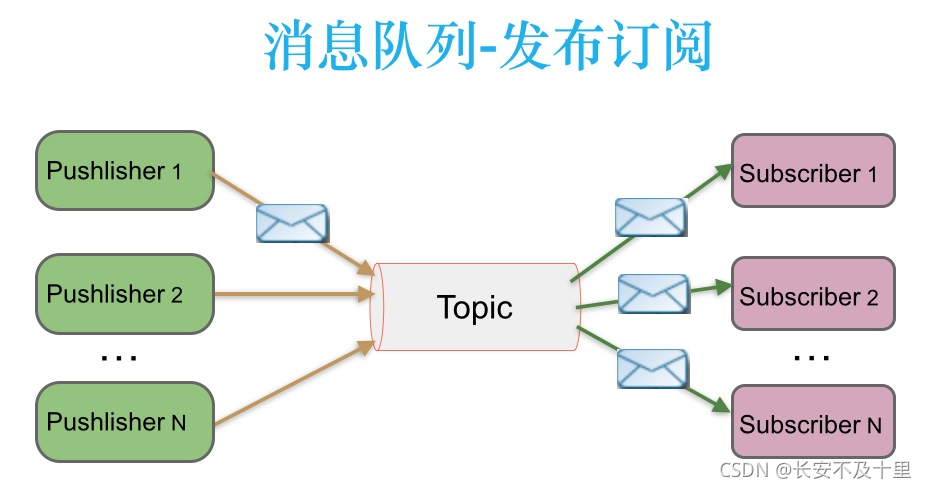 消息队列-发布订阅
Pushlisher 1
Subscriber 1
Pushlisher 2
Topic
Subscriber 2
...
...
Pushlisher N
Subscriber N
CSDN @长安不及十里